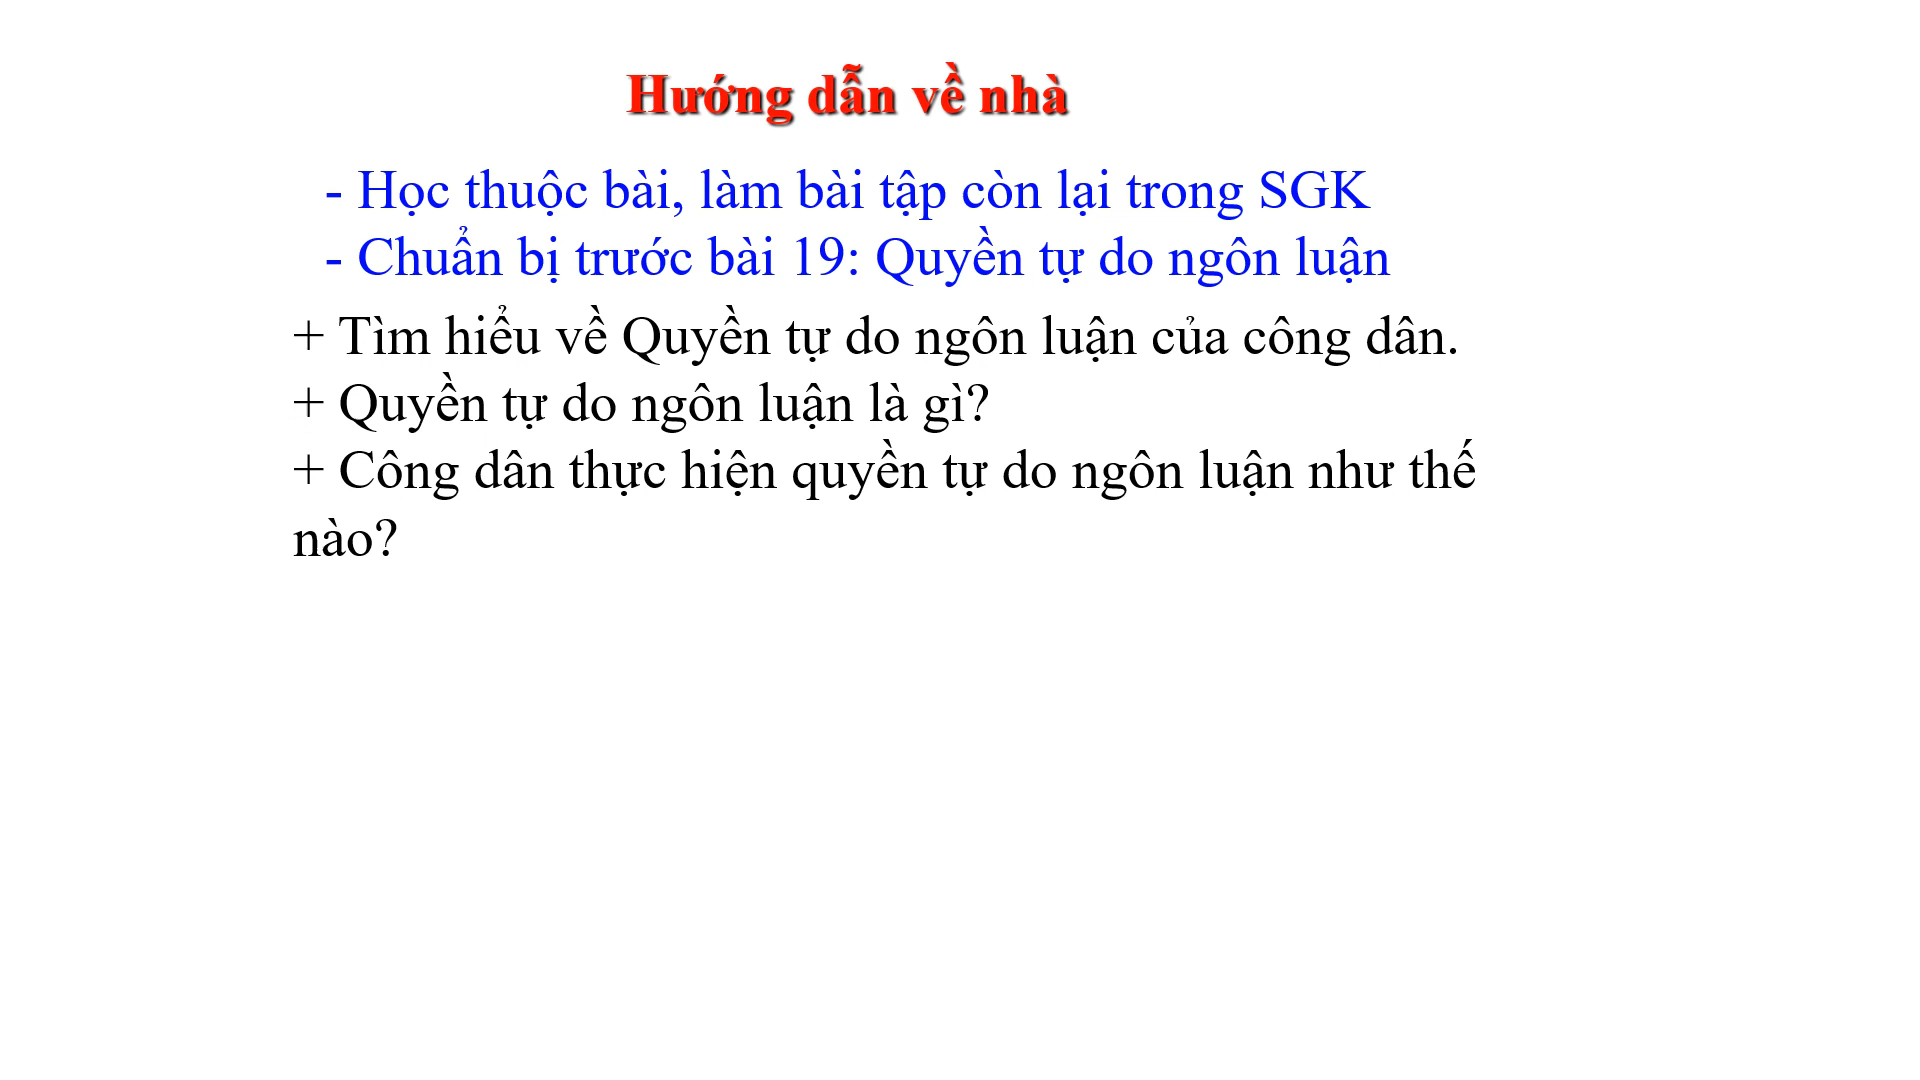 Hướng dẫn về nhà
- Học thuộc bài, làm bài tập còn lại trong SGK
- Chuẩn bị trước bài 19: Quyền tự do ngôn luận
+ Tìm hiểu về Quyền tự do ngôn luận của công dân.
+ Quyền tự do ngôn luận là gì?
+ Công dân thực hiện quyền tự do ngôn luận như thế
nào?